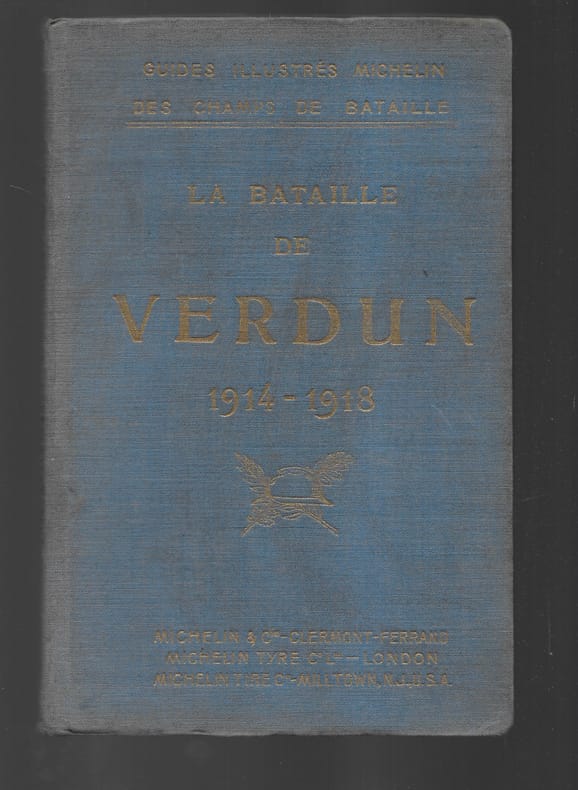 GUIDES ILLUSTRÉS MICHELIN
DES CHAMPS DE BATAILLE
LA BATAILLE
DE
VERDUN
1914-1918
MICHELIN & Cie-CLERMONT-FERRAND
MICHELIN TYRE Co Ld - LONDON
MICHELIN TIRE Co-MILLTOWN, N.J., U.S.A.